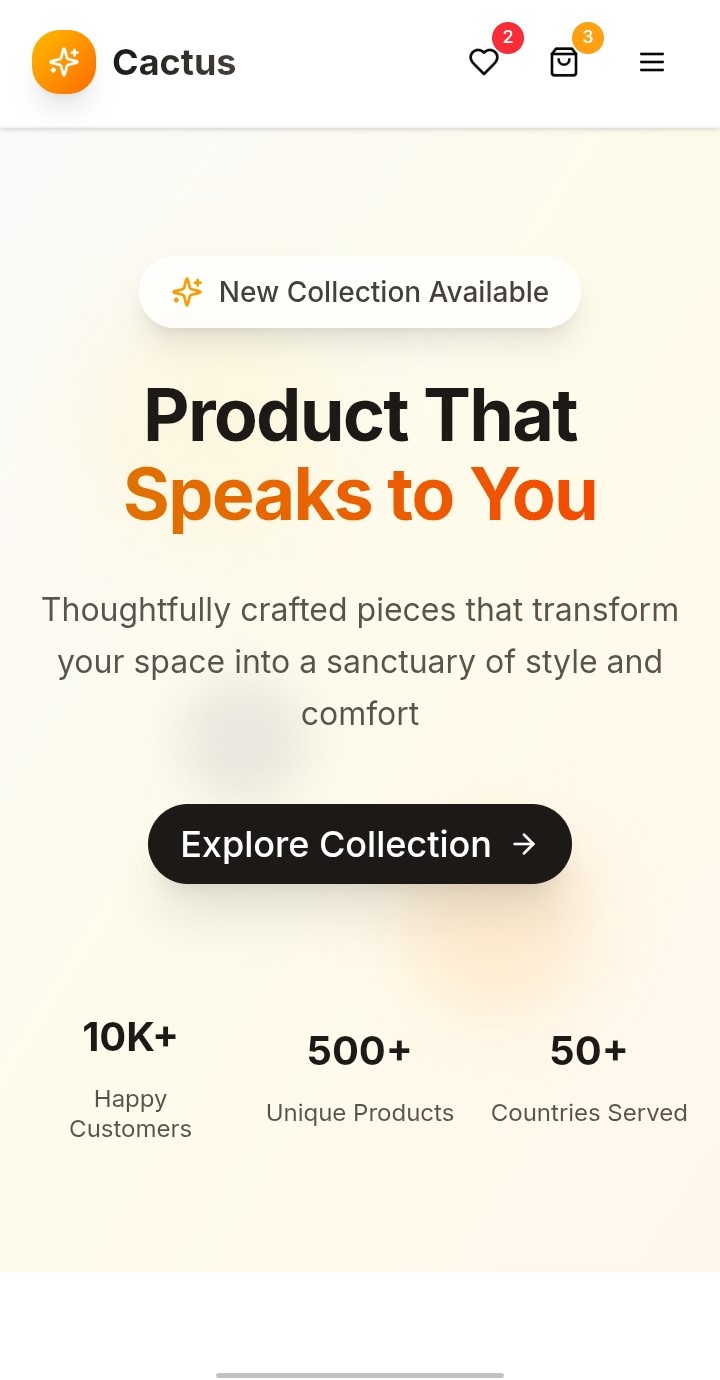 Cactus
2
3
New Collection Available
Product That
Speaks to You
Thoughtfully crafted pieces that transform
your space into a sanctuary of style and
comfort
Explore Collection
10K+
Happy
Customers
500+
Unique Products
50+
Countries Served